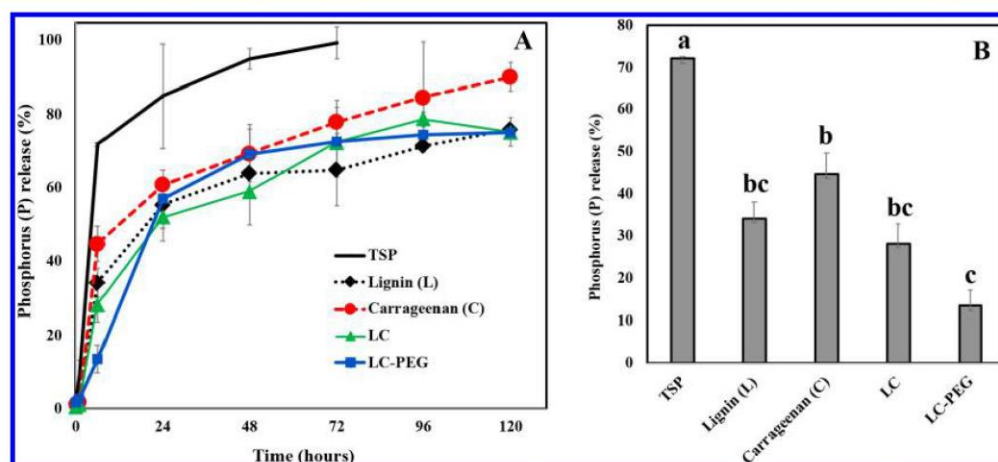 A
Phosphorus (P) release (%)
100
80
60
40
20
0
0 24 48 72 96 120
Time (hours)
TSP
Lignin (L)
Carrageenan (C)
LC
LC-PEG
B
Phosphorus (P) release (%)
80
70
60
50
40
30
20
10
0
a
bc
b
bc
c
TSP
Lignin (L)
Carrageenan (C)
LC
LC-PEG